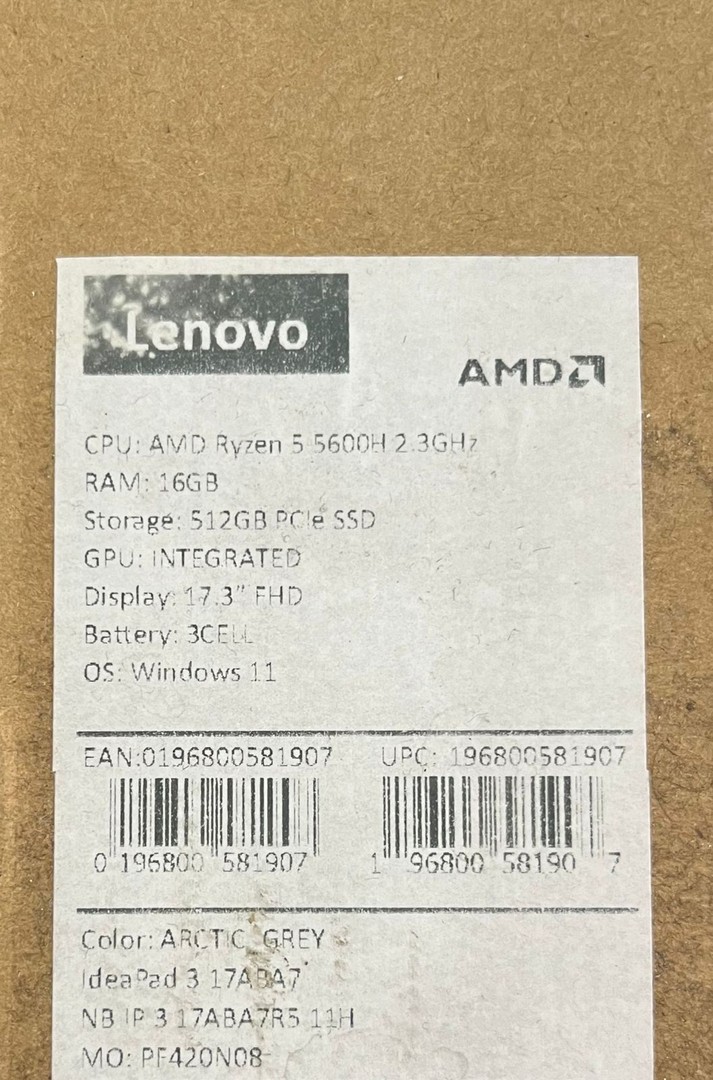 Lenovo
AMD
CPU: AMD Ryzen 5 5600H 2.3GHz
RAM: 16GB
Storage: 512GB PCIe SSD
GPU: INTEGRATED
Display: 17.3" FHD
Battery: 3CELL
OS: Windows 11
EAN:0196800581907 UPC: 196800581907
0 196800 581907 1 96800 58190 7
Color: ARCTIC GREY
IdeaPad 3 17ABA7
NB IP 3 17ABA7R5 11H
MO: PF420N08